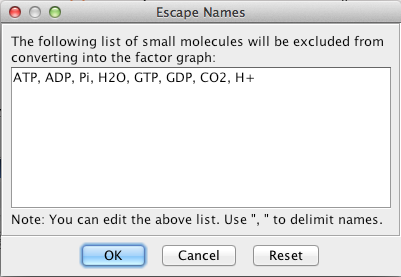 Escape Names
The following list of small molecules will be excluded from
converting into the factor graph:
ATP, ADP, Pi, H2O, GTP, GDP, CO2, H+
Note: You can edit the above list. Use ", " to delimit names.
OK Cancel Reset